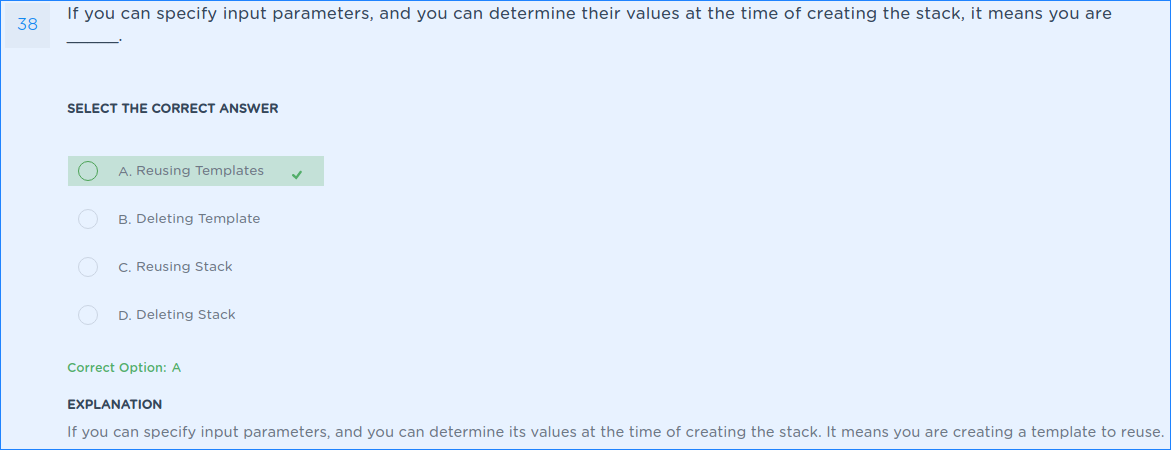 38
If you can specify input parameters, and you can determine their values at the time of creating the stack, it means you are
______.
SELECT THE CORRECT ANSWER
A. Reusing Templates
B. Deleting Template
C. Reusing Stack
D. Deleting Stack
Correct Option: A
EXPLANATION
If you can specify input parameters, and you can determine its values at the time of creating the stack. It means you are creating a template to reuse.